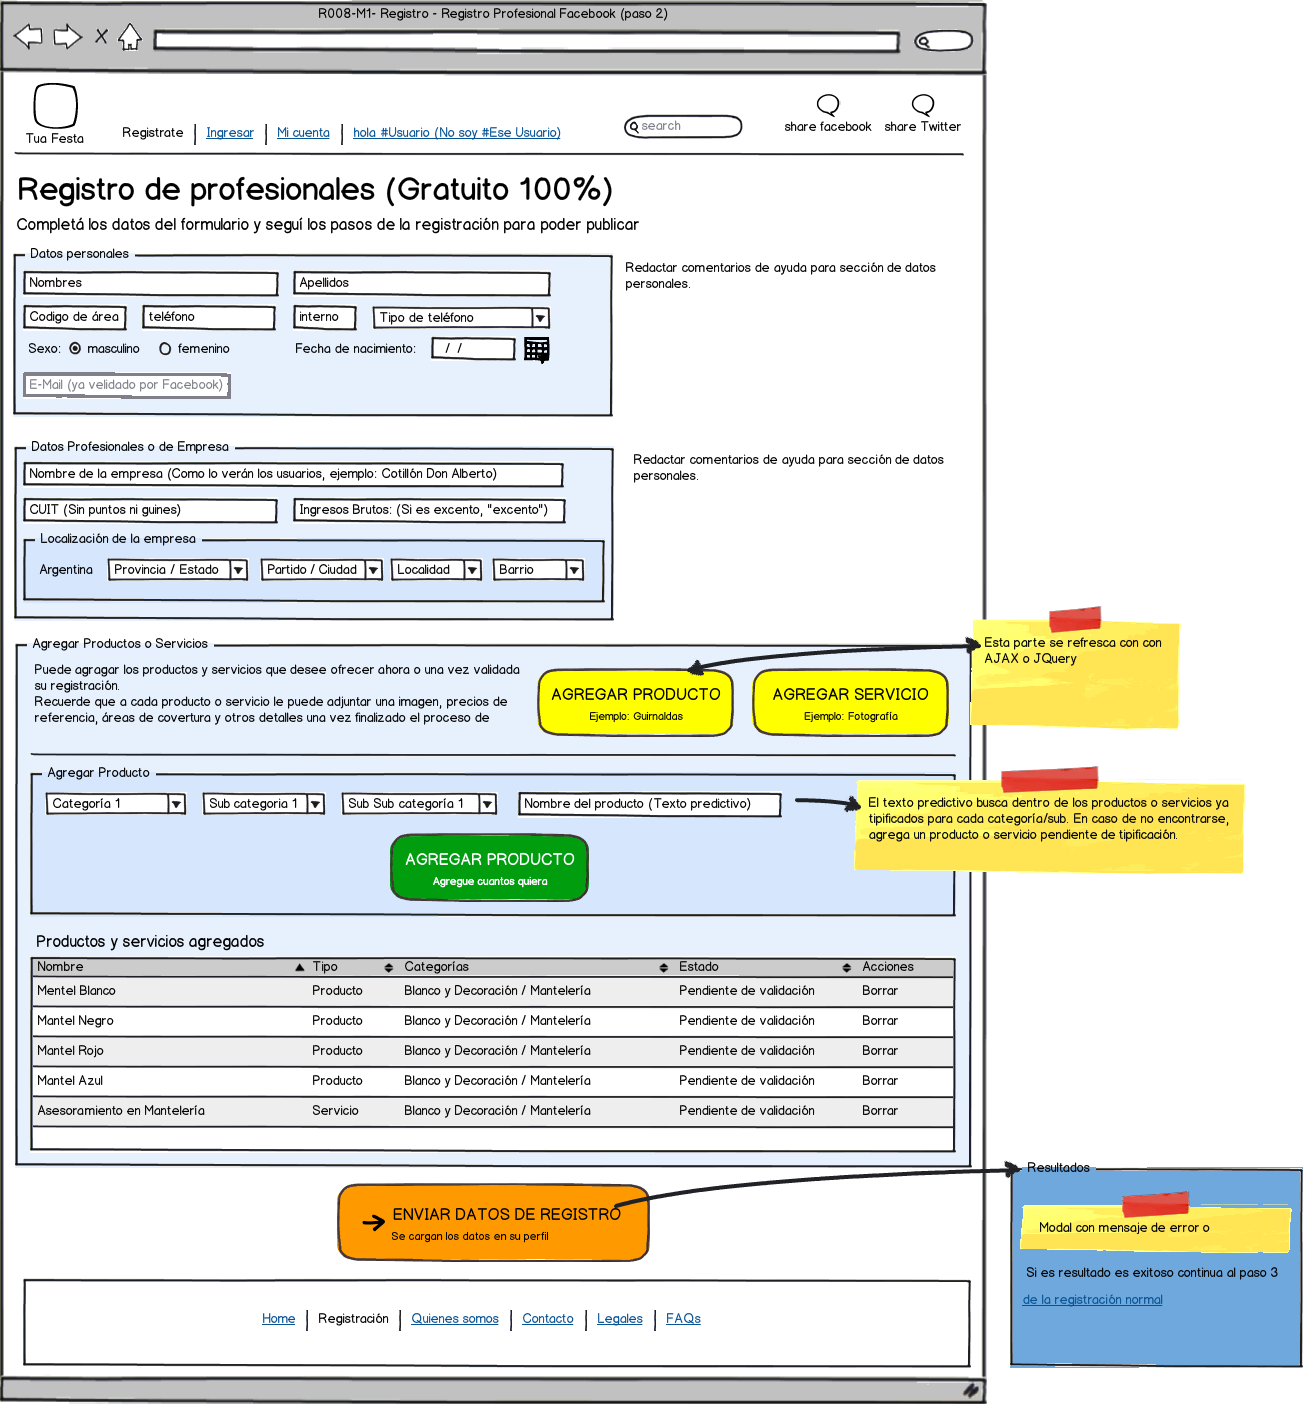 R008-M1- Registro - Registro Profesional Facebook (paso 2)
Tua Festa
Registrate
Ingresar
Mi cuenta
hola #Usuario (No soy #Ese Usuario)
search
share facebook
share Twitter
Registro de profesionales (Gratuito 100%)
Completá los datos del formulario y seguí los pasos de la registración para poder publicar
Datos personales
Nombres
Apellidos
Codigo de área
teléfono
interno
Tipo de teléfono
Sexo:
masculino
femenino
Fecha de nacimiento:
/ /
E-Mail (ya velidado por Facebook)
Redactar comentarios de ayuda para sección de datos
personales.
Datos Profesionales o de Empresa
Nombre de la empresa (Como lo verán los usuarios, ejemplo: Cotillón Don Alberto)
CUIT (Sin puntos ni guines)
Ingresos Brutos: (Si es excento, "excento")
Localización de la empresa
Argentina
Provincia / Estado
Partido / Ciudad
Localidad
Barrio
Redactar comentarios de ayuda para sección de datos
personales.
Agregar Productos o Servicios
Puede agragar los productos y servicios que desee ofrecer ahora o una vez validada
su registración.
Recuerde que a cada producto o servicio le puede adjuntar una imagen, precios de
referencia, áreas de covertura y otros detalles una vez finalizado el proceso de
AGREGAR PRODUCTO
Ejemplo: Guirnaldas
AGREGAR SERVICIO
Ejemplo: Fotografía
Esta parte se refresca con con
AJAX o JQuery
Agregar Producto
Categoría 1
Sub categoria 1
Sub Sub categoría 1
Nombre del producto (Texto predictivo)
El texto predictivo busca dentro de los productos o servicios ya
tipificados para cada categoría/sub. En caso de no encontrarse,
agrega un producto o servicio pendiente de tipificación.
AGREGAR PRODUCTO
Agregue cuantos quiera
Productos y servicios agregados
Nombre Tipo Categorías Estado Acciones
Mentel Blanco Producto Blanco y Decoración / Mantelería Pendiente de validación Borrar
Mantel Negro Producto Blanco y Decoración / Mantelería Pendiente de validación Borrar
Mantel Rojo Producto Blanco y Decoración / Mantelería Pendiente de validación Borrar
Mantel Azul Producto Blanco y Decoración / Mantelería Pendiente de validación Borrar
Asesoramiento en Mantelería Servicio Blanco y Decoración / Mantelería Pendiente de validación Borrar
ENVIAR DATOS DE REGISTRO
Se cargan los datos en su perfil
Resultados
Modal con mensaje de error o
Si es resultado es exitoso continua al paso 3
de la registración normal
Home
Registración
Quienes somos
Contacto
Legales
FAQs